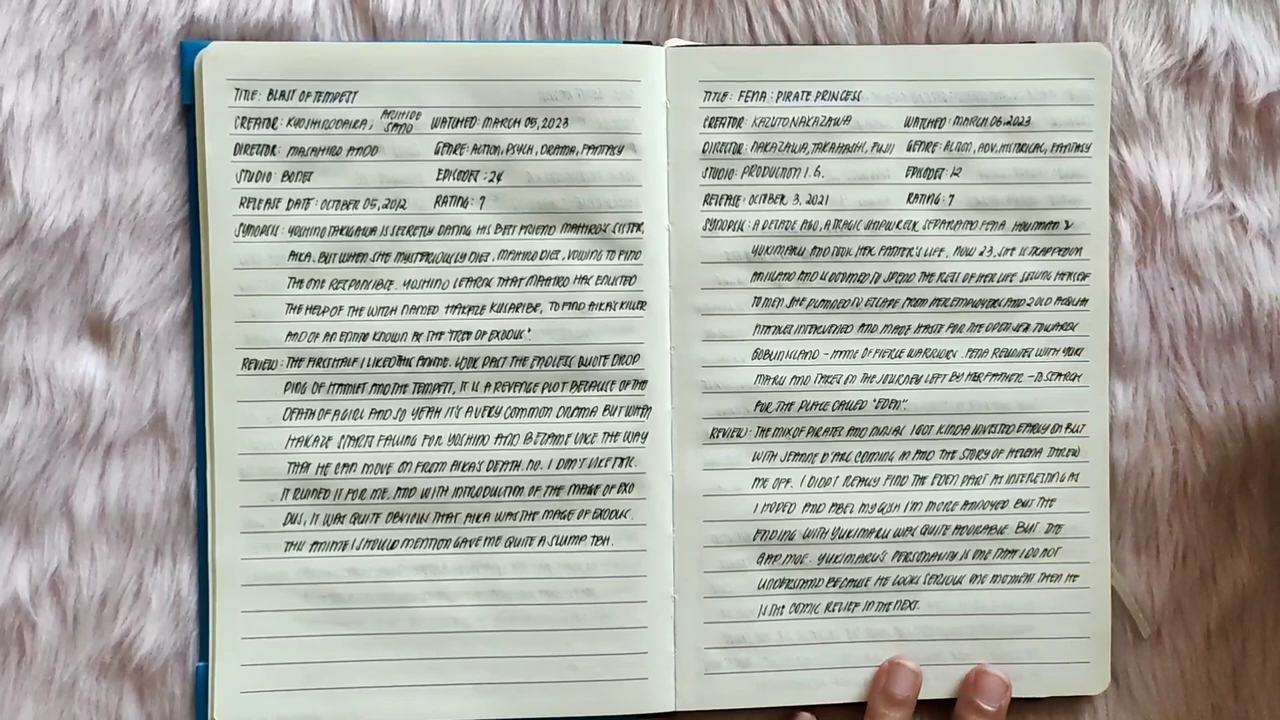 TITLE: BLAST OF TEMPEST
CREATOR: KYO SHIRODAIRA, ARIHIDE SANO WATCHED: MARCH 05, 2023
DIRECTOR: MASAHIRO ANDO GENRE: ACTION, PSYCH, DRAMA, FANTASY
STUDIO: BONES EPISODES: 24
RELEASE DATE: OCTOBER 05, 2012 RATING: 7
SYNOPSIS: YOSHINO TAKIGAWA IS SECRETLY DATING HIS BEST FRIEND MAHIRO'S SISTER,
AIKA. BUT WHEN SHE MYSTERIOUSLY DIES, MAHIRO DIES, VOWING TO FIND
THE ONE RESPONSIBLE. YOSHINO LEARNS THAT MAHIRO HAS ENLISTED
THE HELP OF THE WITCH NAMED HAKAZE KUSARIBE, TO FIND AIKA'S KILLER
AND OF AN ENTITY KNOWN AS THE "TREE OF EXODUS".
REVIEW: THE FIRST HALF I LIKED THIS ANIME. LOOK PAST THE ENDLESS QUOTE DROP
PING OF HAMLET AND THE TEMPEST, IT IS A REVENGE PLOT BECAUSE OF THE
DEATH OF A GIRL AND SO YEAH IT'S A VERY COMMON DRAMA BUT WHEN
HAKAZE STARTS FALLING FOR YOSHINO AND BECAME LIKE THE WAY
THAT HE CAN MOVE ON FROM AIKA'S DEATH. NO. I DON'T LIKE THIS.
IT RUINED IT FOR ME. AND WITH INTRODUCTION OF THE MAGE OF EXO
DUS, IT WAS QUITE OBVIOUS THAT AIKA WAS THE MAGE OF EXODUS.
THIS ANIME I SHOULD MENTION GAVE ME QUITE A SLUMP TBH.
TITLE: FENA: PIRATE PRINCESS
CREATOR: KAZUTO NAKAZAWA WATCHED: MARCH 06, 2023
DIRECTOR: NAKAZAWA, TAKAHASHI, FUJII GENRE: ACTION, ADV, HISTORICAL, FANTASY
STUDIO: PRODUCTION I.G. EPISODES: 12
RELEASE: OCTOBER 3, 2021 RATING: 7
SYNOPSIS: A DECADE AGO, A TRAGIC SHIPWRECK SEPARATED FENA HOUTMAN &
YUKIMARU AND TOOK HER FATHER'S LIFE. NOW 23, SHE IS TRAPPED ON
AN ISLAND AND IS DOOMED TO SPEND THE REST OF HER LIFE SELLING HERSELF
TO MEN. SHE PLANNED TO ESCAPE FROM HER EMPLOYERS AND 2 OLD
INTERVENED AND MADE HASTE FOR THE OPEN SEA TOWARDS
GOBLIN ISLAND - HOME OF FIERCE WARRIORS. FENA REUNITES WITH YUKI
MARU AND TAKES ON THE JOURNEY LEFT BY HER FATHER - TO SEARCH
FOR THE PLACE CALLED "EDEN".
REVIEW: THE MIX OF PIRATES AND NINJAS. I GOT KINDA INVESTED EARLY ON BUT
WITH JEANNE D'ARC COMING IN AND THE STORY OF HELENA THREW
ME OFF. I DIDN'T REALLY FIND THE EDEN PART AS INTERESTING AS
I HOPED AND ABEL MY GOSH I'M MORE ANNOYED. BUT THE
ENDING WITH YUKIMARU WAS QUITE ADORABLE. BUT THE
GAP MOE. YUKIMARU'S PERSONALITY IS ONE THAT I DO NOT
UNDERSTAND BECAUSE HE LOOKS SERIOUS ONE MOMENT THEN HE
IS THE COMIC RELIEF IN THE NEXT.